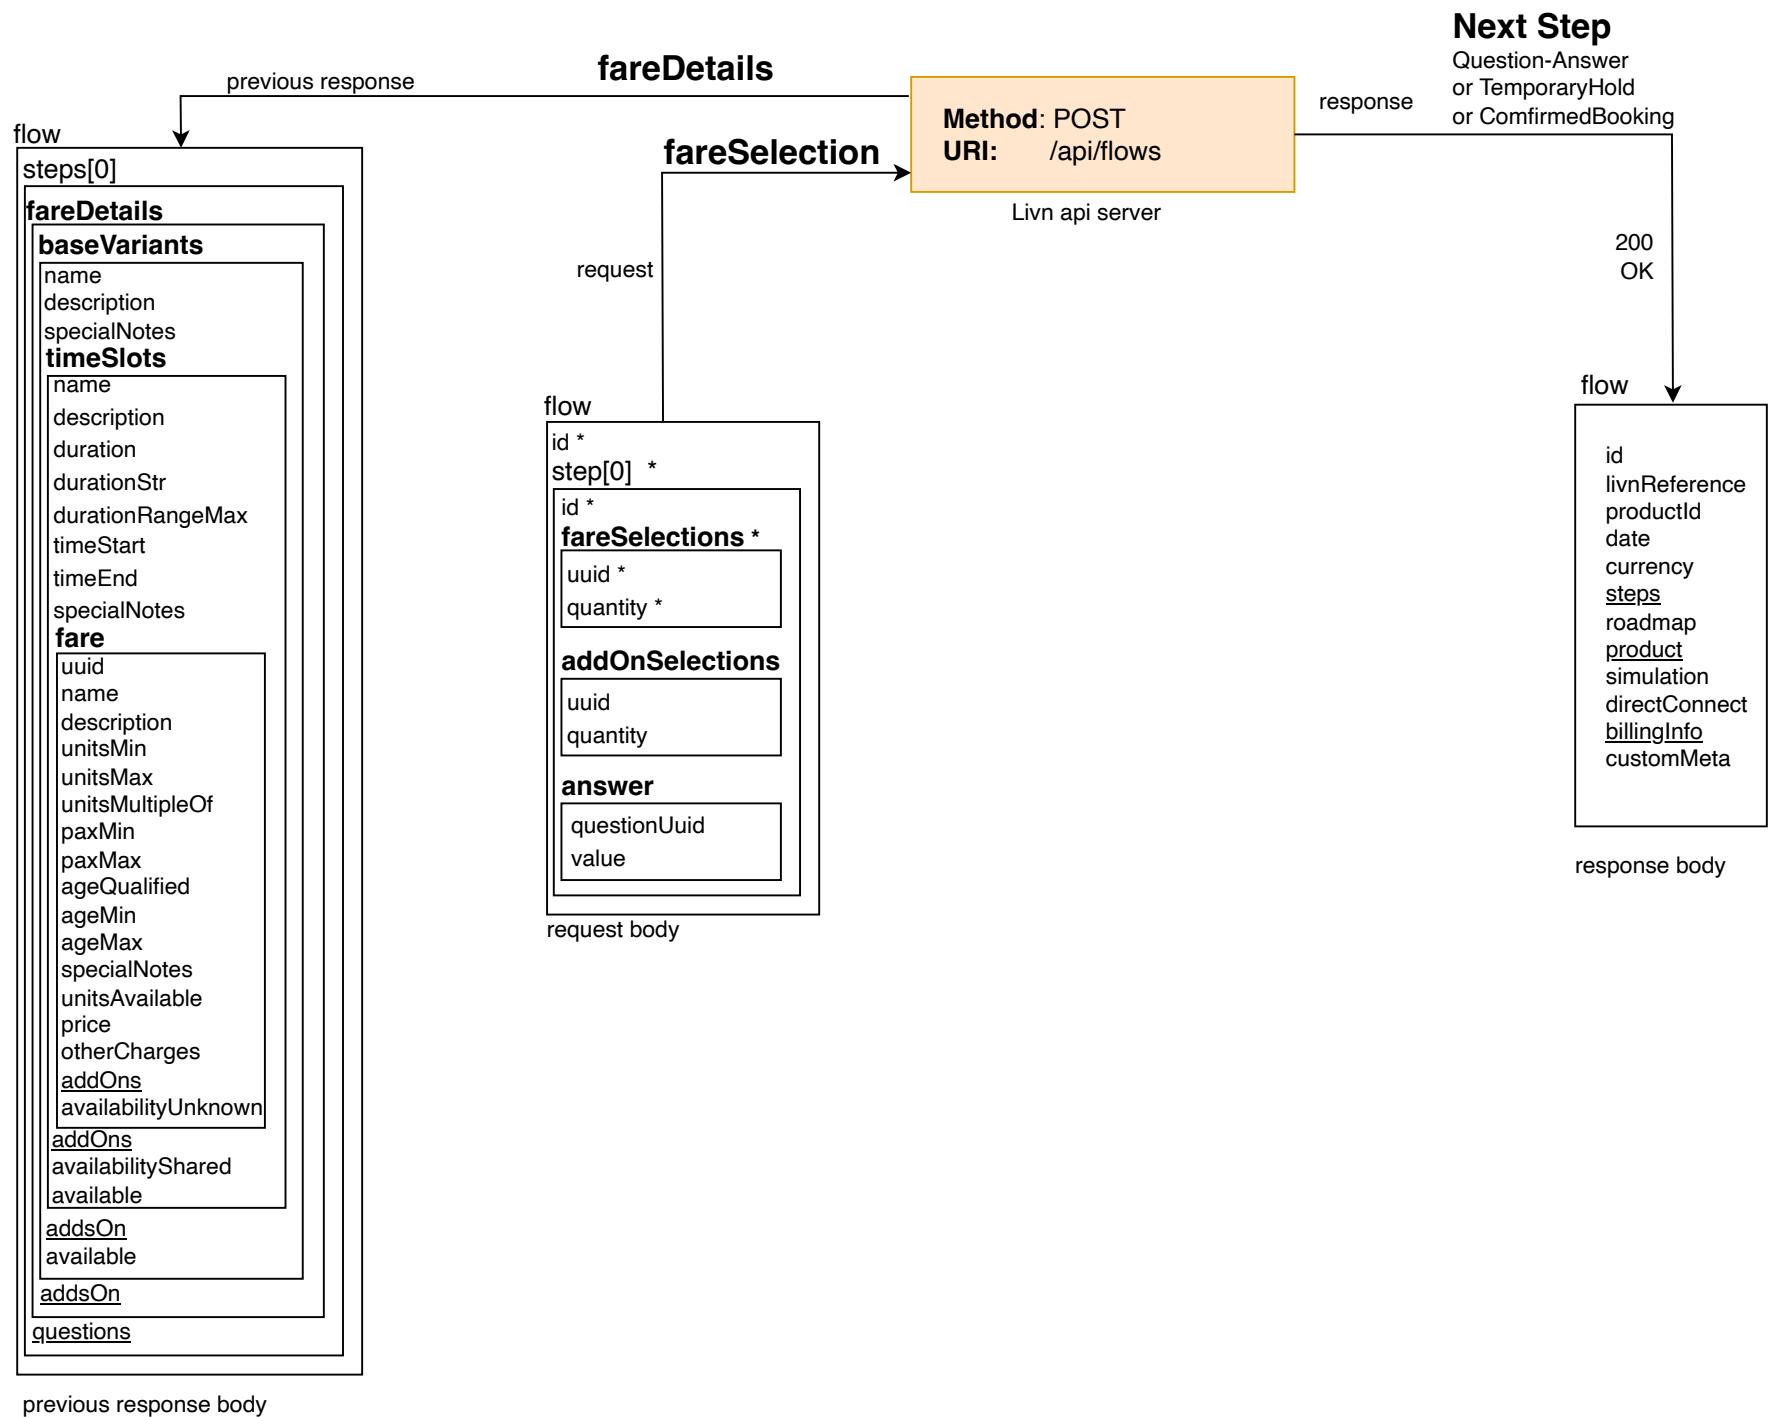 Next Step
Question-Answer
or TemporaryHold
or ComfirmedBooking
fareDetails
previous response
response
Method: POST
URI: /api/flows
fareSelection
Livn api server
request
200
OK
flow
steps[0]
fareDetails
baseVariants
name
description
specialNotes
timeSlots
name
description
duration
durationStr
durationRangeMax
timeStart
timeEnd
specialNotes
fare
uuid
name
description
unitsMin
unitsMax
unitsMultipleOf
paxMin
paxMax
ageQualified
ageMin
ageMax
specialNotes
unitsAvailable
price
otherCharges
addOns
availabilityUnknown
addOns
availabilityShared
available
addsOn
available
addsOn
questions
previous response body
flow
id *
step[0] *
id *
fareSelections *
uuid *
quantity *
addOnSelections
uuid
quantity
answer
questionUuid
value
request body
flow
id
livnReference
productId
date
currency
steps
roadmap
product
simulation
directConnect
billingInfo
customMeta
response body